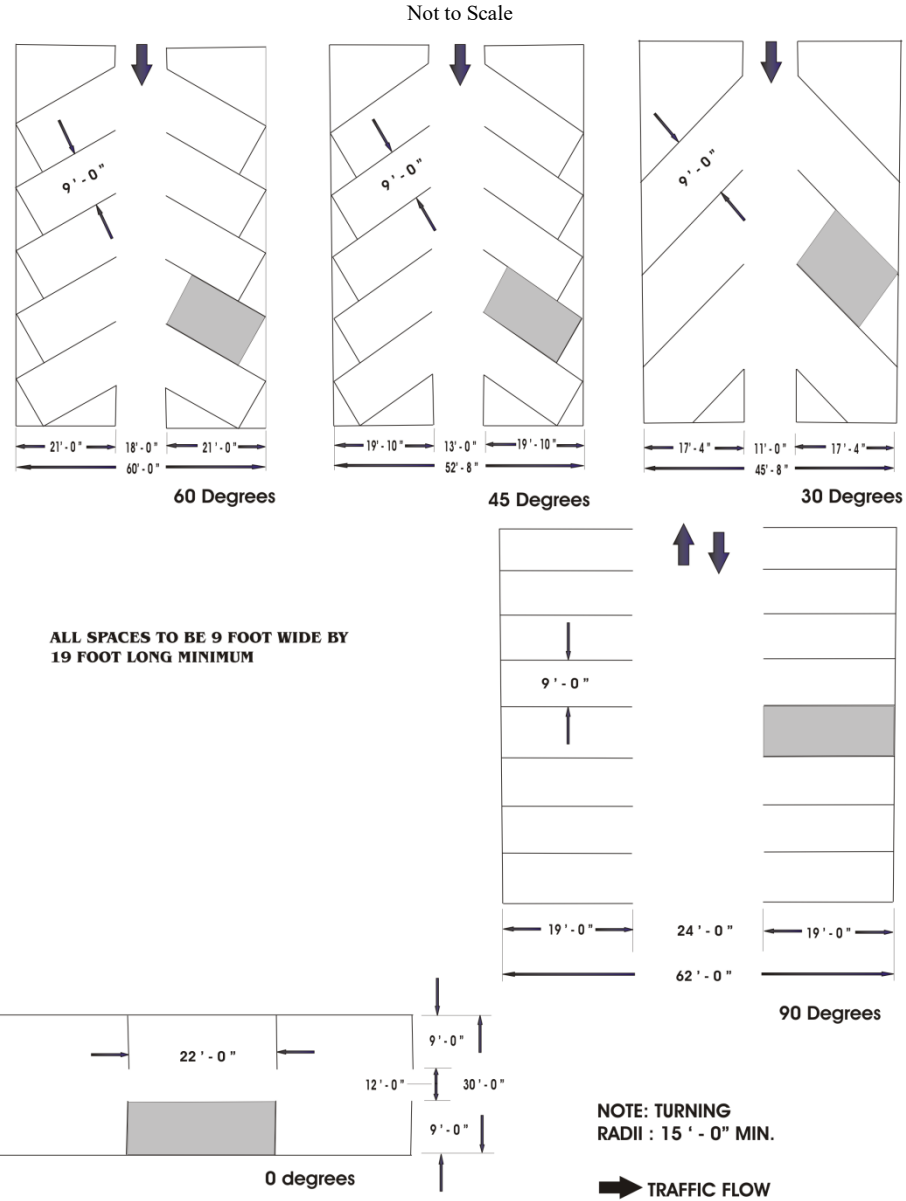 Not to Scale
9 ' - 0 "
9 ' - 0 "
9 ' - 0 "
21' - 0 " 18' - 0 " 21' - 0 "
60' - 0 "
60 Degrees
19' - 10 " 13' - 0 " 19' - 10 "
52' - 8 "
45 Degrees
17' - 4 " 11' - 0 " 17' - 4 "
45' - 8 "
30 Degrees
ALL SPACES TO BE 9 FOOT WIDE BY
19 FOOT LONG MINIMUM
9 ' - 0 "
19 ' - 0 " 24 ' - 0 " 19 ' - 0 "
62 ' - 0 "
90 Degrees
22 ' - 0 "
9 ' - 0 "
12 ' - 0 " 30 ' - 0 "
9 ' - 0 "
0 degrees
NOTE: TURNING
RADII : 15 ‘ - 0” MIN.
TRAFFIC FLOW